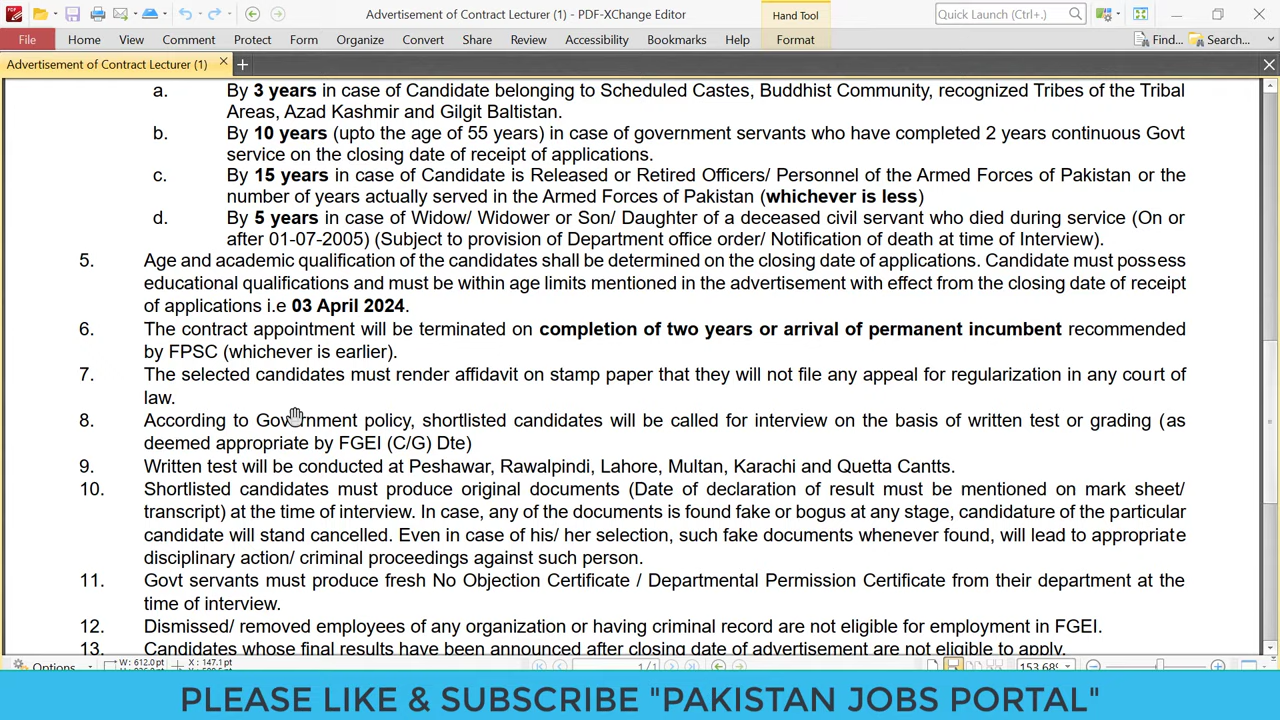 Advertisement of Contract Lecturer (1) - PDF-XChange Editor
Hand Tool
Quick Launch (Ctrl+.)
File
Home
View
Comment
Protect
Form
Organize
Convert
Share
Review
Accessibility
Bookmarks
Help
Format
Find...
Search...
Advertisement of Contract Lecturer (1)
a. By 3 years in case of Candidate belonging to Scheduled Castes, Buddhist Community, recognized Tribes of the Tribal
Areas, Azad Kashmir and Gilgit Baltistan.
b. By 10 years (upto the age of 55 years) in case of government servants who have completed 2 years continuous Govt
service on the closing date of receipt of applications.
c. By 15 years in case of Candidate is Released or Retired Officers/ Personnel of the Armed Forces of Pakistan or the
number of years actually served in the Armed Forces of Pakistan (whichever is less)
d. By 5 years in case of Widow/ Widower or Son/ Daughter of a deceased civil servant who died during service (On or
after 01-07-2005) (Subject to provision of Department office order/ Notification of death at time of Interview).
5. Age and academic qualification of the candidates shall be determined on the closing date of applications. Candidate must possess
educational qualifications and must be within age limits mentioned in the advertisement with effect from the closing date of receipt
of applications i.e 03 April 2024.
6. The contract appointment will be terminated on completion of two years or arrival of permanent incumbent recommended
by FPSC (whichever is earlier).
7. The selected candidates must render affidavit on stamp paper that they will not file any appeal for regularization in any court of
law.
8. According to Government policy, shortlisted candidates will be called for interview on the basis of written test or grading (as
deemed appropriate by FGEI (C/G) Dte)
9. Written test will be conducted at Peshawar, Rawalpindi, Lahore, Multan, Karachi and Quetta Cantts.
10. Shortlisted candidates must produce original documents (Date of declaration of result must be mentioned on mark sheet/
transcript) at the time of interview. In case, any of the documents is found fake or bogus at any stage, candidature of the particular
candidate will stand cancelled. Even in case of his/ her selection, such fake documents whenever found, will lead to appropriate
disciplinary action/ criminal proceedings against such person.
11. Govt servants must produce fresh No Objection Certificate / Departmental Permission Certificate from their department at the
time of interview.
12. Dismissed/ removed employees of any organization or having criminal record are not eligible for employment in FGEI.
13. Candidates whose final results have been announced after closing date of advertisement are not eligible to apply.
Options
W: 612.0pt
X: 147.1pt
1/1
153.68%
PLEASE LIKE & SUBSCRIBE "PAKISTAN JOBS PORTAL"